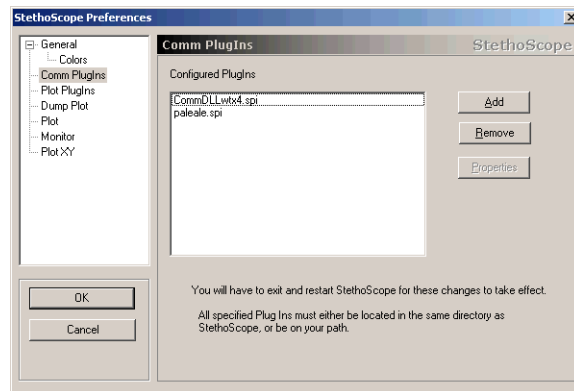 StethoScope Preferences
General
Colors
Comm PlugIns
Plot PlugIns
Dump Plot
Plot
Monitor
Plot XY
OK
Cancel
Comm PlugIns
StethoScope
Configured PlugIns
CommDLLwtx4.spi
paleale.spi
Add
Remove
Properties
You will have to exit and restart StethoScope for these changes to take effect.
All specified Plug Ins must either be located in the same directory as
StethoScope, or be on your path.